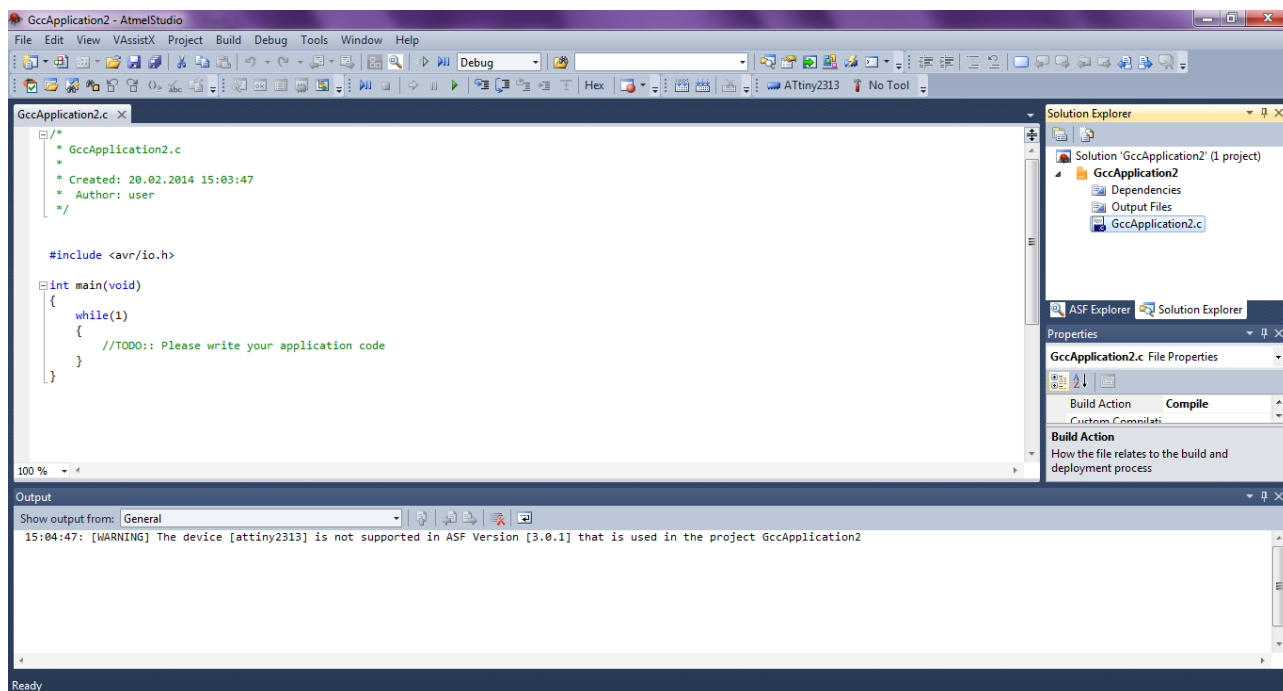 GccApplication2 - AtmelStudio
File Edit View VAssistX Project Build Debug Tools Window Help
Debug
Hex ATtiny2313 No Tool
GccApplication2.c
/*
* GccApplication2.c
*
* Created: 20.02.2014 15:03:47
* Author: user
*/
#include <avr/io.h>
int main(void)
{
while(1)
{
//TODO:: Please write your application code
}
}
100 %
Solution Explorer
Solution 'GccApplication2' (1 project)
GccApplication2
Dependencies
Output Files
GccApplication2.c
ASF Explorer Solution Explorer
Properties
GccApplication2.c File Properties
Build Action Compile
Custom Compilati
Build Action
How the file relates to the build and
deployment process
Output
Show output from: General
15:04:47: [WARNING] The device [attiny2313] is not supported in ASF Version [3.0.1] that is used in the project GccApplication2
Ready